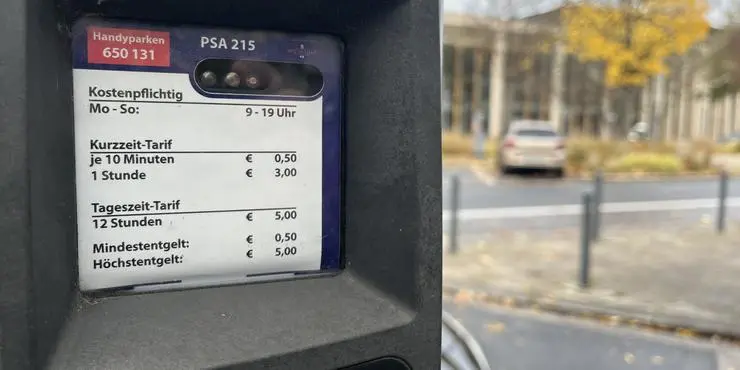 Handyparken
650 131
PSA 215
Kostenpflichtig
Mo - So: 9 - 19 Uhr
Kurzzeit-Tarif
je 10 Minuten € 0,50
1 Stunde € 3,00
Tageszeit-Tarif
12 Stunden € 5,00
Mindestentgelt: € 0,50
Höchstentgelt: € 5,00